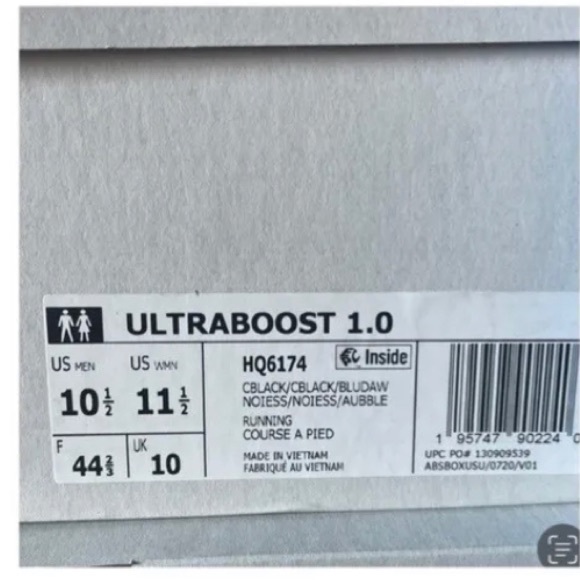 ULTRABOOST 1.0
US MEN US WMN
10½ 11½
F UK
44⅔ 10
HQ6174 Inside
CBLACK/CBLACK/BLUDAW
NOIESS/NOIESS/AUBBLE
RUNNING
COURSE A PIED
MADE IN VIETNAM
FABRIQUÉ AU VIETNAM
1 95747 90224
UPC PO# 130909539
ABSBOXUSU/0720/V01